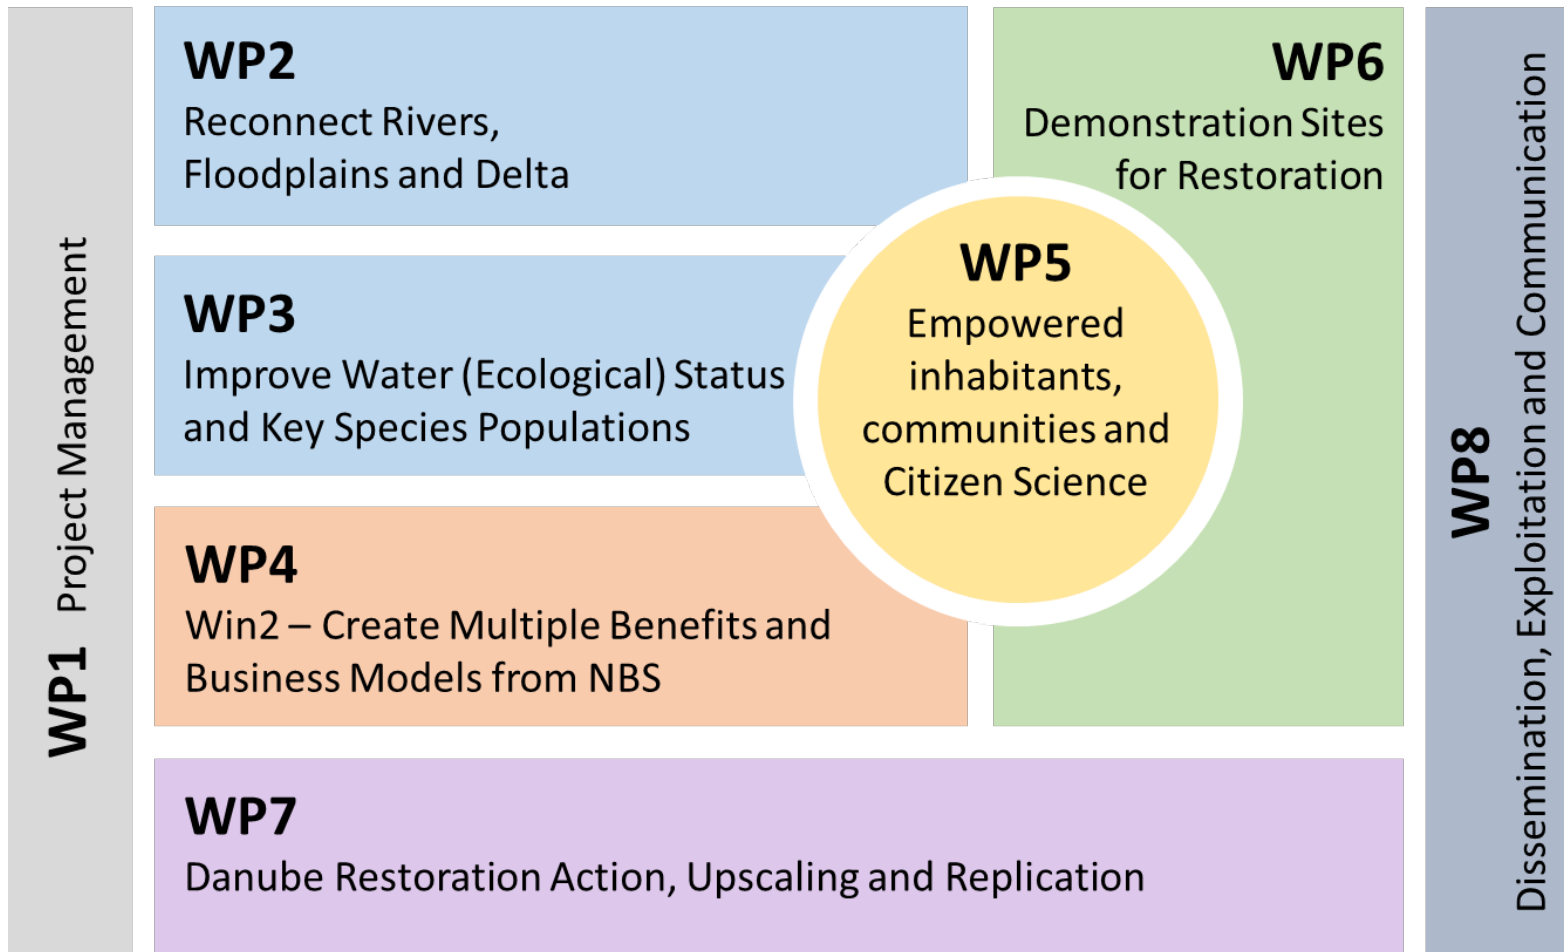 WP1 Project Management
WP2
Reconnect Rivers,
Floodplains and Delta
WP3
Improve Water (Ecological) Status
and Key Species Populations
WP4
Win2 – Create Multiple Benefits and
Business Models from NBS
WP5
Empowered
inhabitants,
communities and
Citizen Science
WP6
Demonstration Sites
for Restoration
WP7
Danube Restoration Action, Upscaling and Replication
WP8
Dissemination, Exploitation and Communication